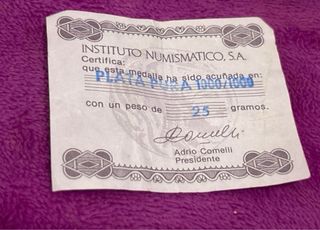 INSTITUTO NUMISMATICO, S.A.
Certifica:
que esta medalla ha sido acuñada en:
PLATA PURA 1000/1000
con un peso de 25 gramos.
Adrio Comelli
Presidente